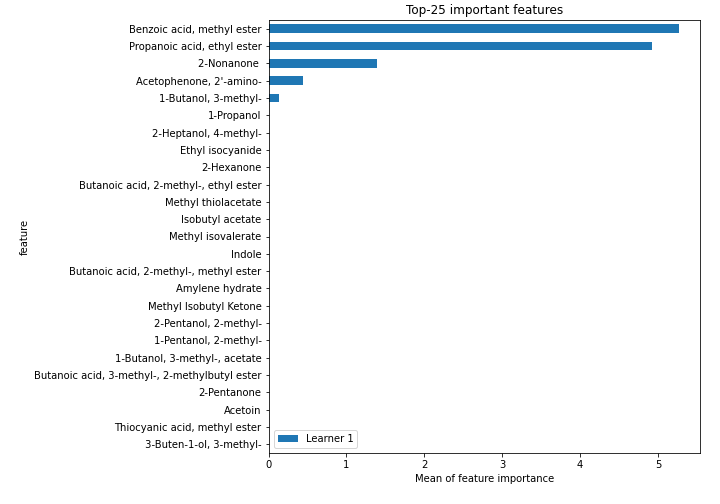 Top-25 important features
Benzoic acid, methyl ester
Propanoic acid, ethyl ester
2-Nonanone
Acetophenone, 2'-amino-
1-Butanol, 3-methyl-
1-Propanol
2-Heptanol, 4-methyl-
Ethyl isocyanide
2-Hexanone
Butanoic acid, 2-methyl-, ethyl ester
Methyl thiolacetate
Isobutyl acetate
Methyl isovalerate
Indole
Butanoic acid, 2-methyl-, methyl ester
Amylene hydrate
Methyl Isobutyl Ketone
2-Pentanol, 2-methyl-
1-Pentanol, 2-methyl-
1-Butanol, 3-methyl-, acetate
Butanoic acid, 3-methyl-, 2-methylbutyl ester
2-Pentanone
Acetoin
Thiocyanic acid, methyl ester
3-Buten-1-ol, 3-methyl-
feature
Learner 1
0 1 2 3 4 5
Mean of feature importance